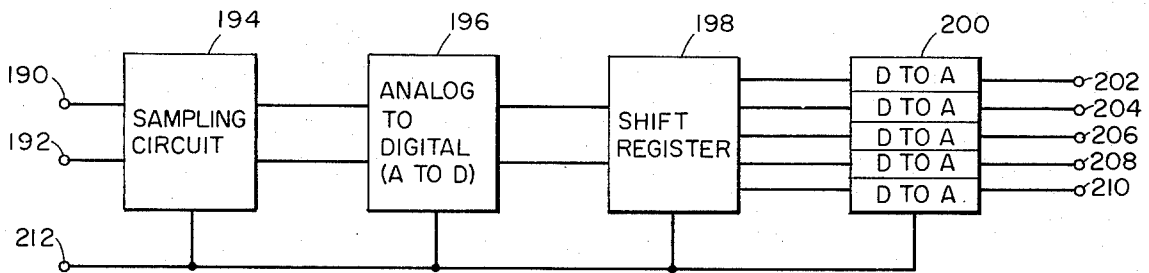 194
196
198
200
190
192
212
SAMPLING
CIRCUIT
ANALOG
TO
DIGITAL
(A TO D)
SHIFT
REGISTER
D TO A
D TO A
D TO A
D TO A
D TO A
202
204
206
208
210